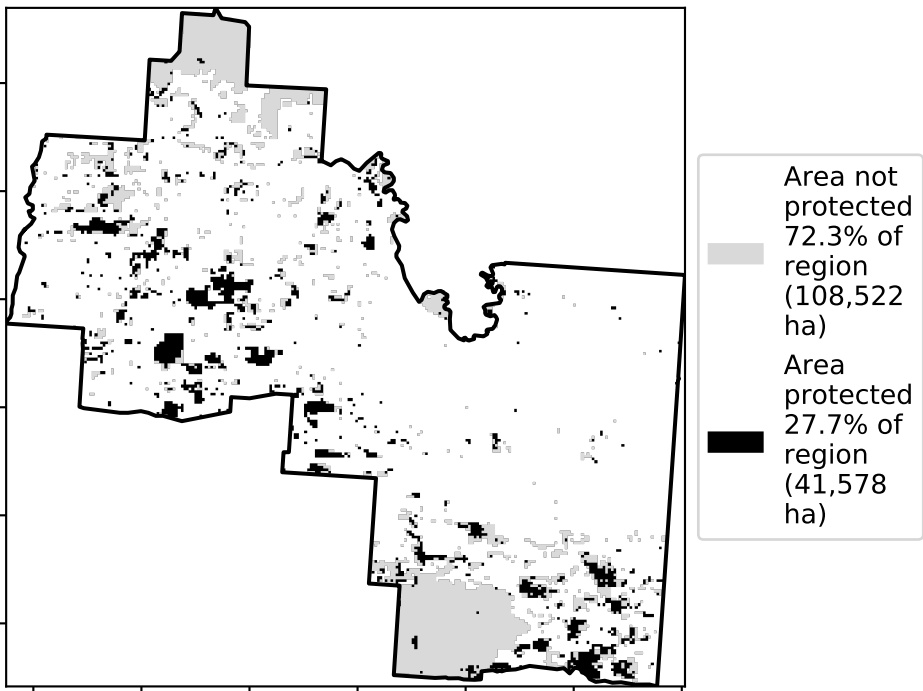 Area not
protected
72.3% of
region
(108,522
ha)
Area
protected
27.7% of
region
(41,578
ha)